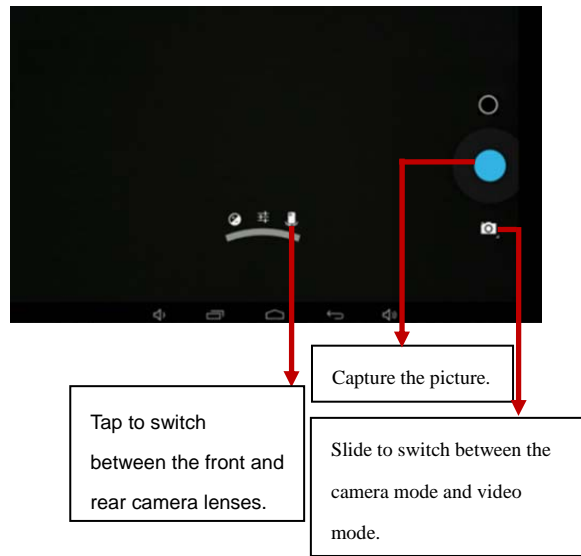 Capture the picture.
Tap to switch
between the front and
rear camera lenses.
Slide to switch between the
camera mode and video
mode.